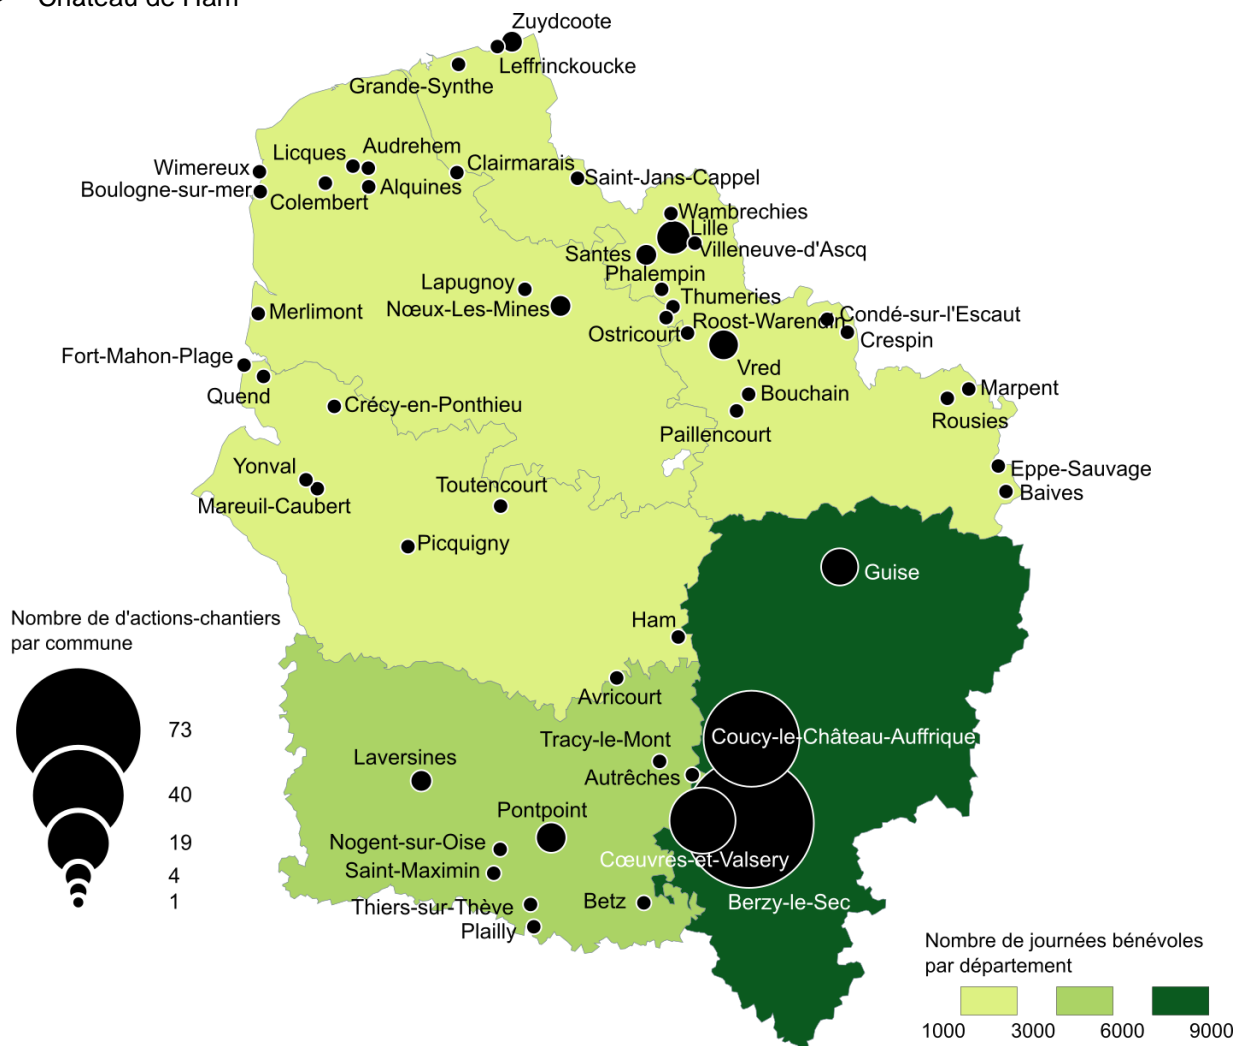 Château de Ham
Zuydcoote
Leffrinckoucke
Grande-Synthe
Licques
Audrehem
Clairmarais
Wimereux
Saint-Jans-Cappel
Boulogne-sur-mer
Colembert
Alquines
Wambrechies
Lille
Villeneuve-d'Ascq
Santes
Phalempin
Lapugnoy
Thumeries
Nœux-Les-Mines
Merlimont
Ostricourt
Roost-Warendin
Condé-sur-l'Escaut
Crespin
Fort-Mahon-Plage
Vred
Quend
Crécy-en-Ponthieu
Bouchain
Marpent
Rousies
Paillencourt
Yonval
Eppe-Sauvage
Toutencourt
Baives
Mareuil-Caubert
Picquigny
Guise
Nombre de d'actions-chantiers
par commune
73
40
19
4
1
Ham
Avricourt
Tracy-le-Mont
Coucy-le-Château-Auffrique
Laversines
Autrêches
Pontpoint
Nogent-sur-Oise
Cœuvres-et-Valsery
Saint-Maximin
Thiers-sur-Thève
Betz
Berzy-le-Sec
Plailly
Nombre de journées bénévoles
par département
1000 3000 6000 9000